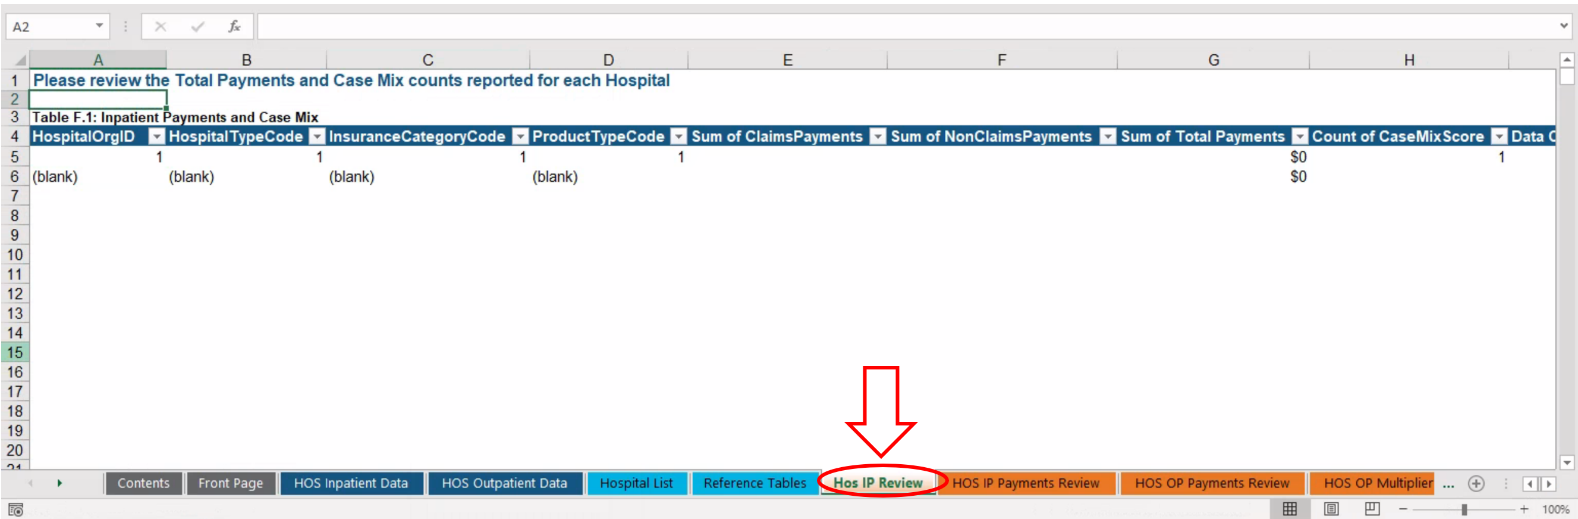 A2 fx
A B C D E F G H
1 Please review the Total Payments and Case Mix counts reported for each Hospital
2
3 Table F.1: Inpatient Payments and Case Mix
4 HospitalOrgID HospitalTypeCode InsuranceCategoryCode ProductTypeCode Sum of ClaimsPayments Sum of NonClaimsPayments Sum of Total Payments Count of CaseMixScore Data
5 1 1 1 1 $0 1
6 (blank) (blank) (blank) (blank) $0
7
8
9
10
11
12
13
14
15
16
17
18
19
20
21
Contents Front Page HOS Inpatient Data HOS Outpatient Data Hospital List Reference Tables Hos IP Review HOS IP Payments Review HOS OP Payments Review HOS OP Multiplier ...
100%